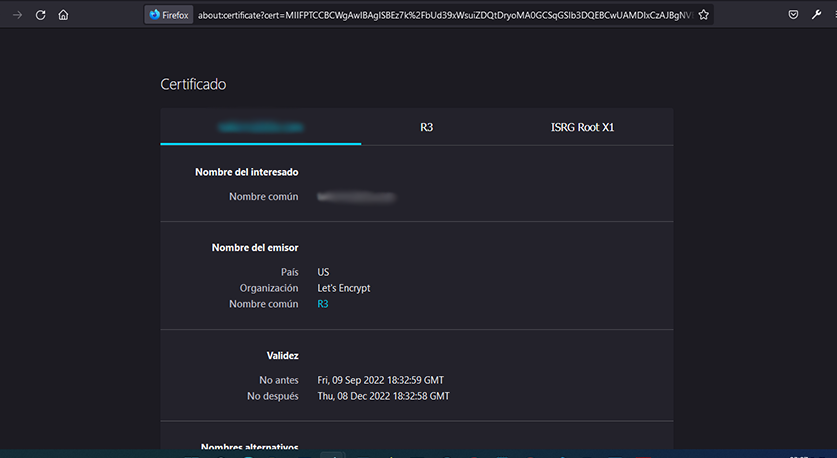 Firefox about:certificate?cert=MIIFPTCCBCWgAwIBAgISBEz7k%2FbUd39xWsuiZDQtDryoMA0GCSqGSIb3DQEBCwUAMDIxCzAJBgNV
Certificado
R3 ISRG Root X1
Nombre del interesado
Nombre común
Nombre del emisor
País US
Organización Let's Encrypt
Nombre común R3
Validez
No antes Fri, 09 Sep 2022 18:32:59 GMT
No después Thu, 08 Dec 2022 18:32:58 GMT
Nombres alternativos